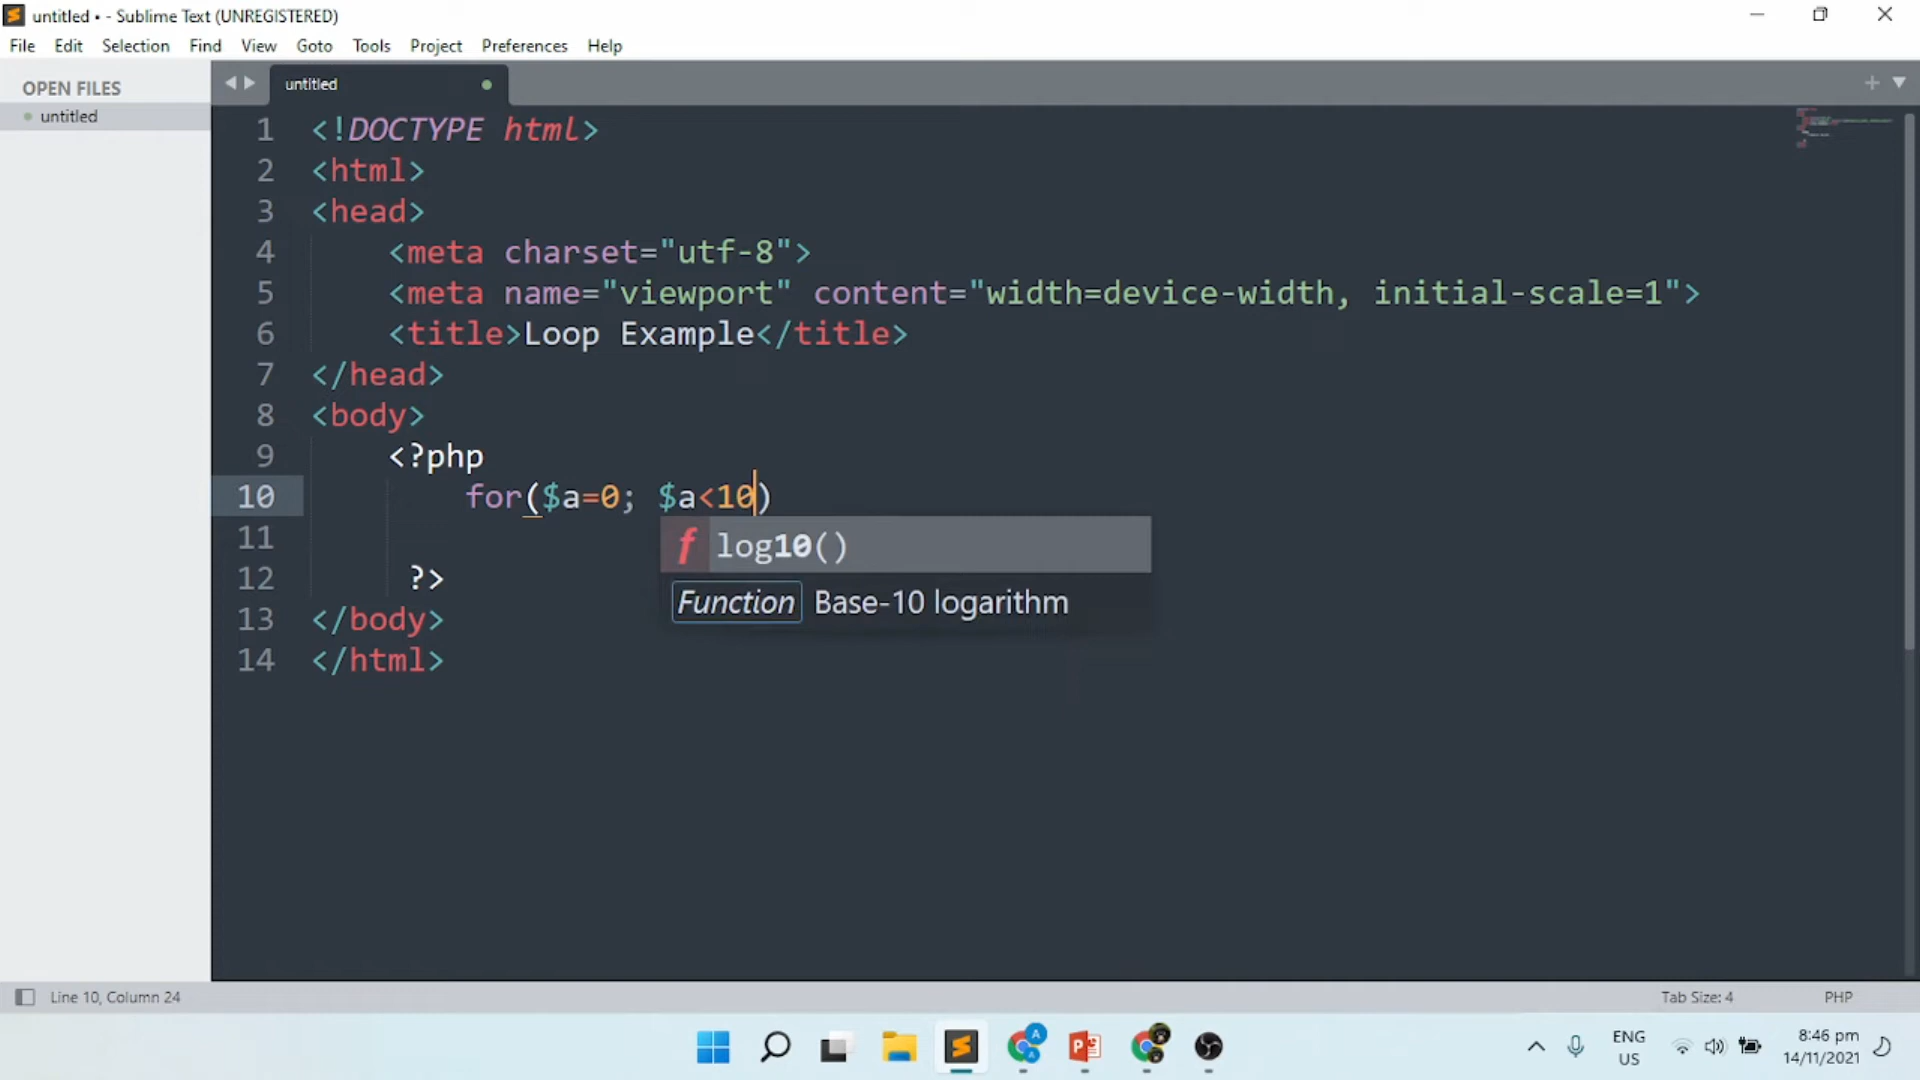 untitled • - Sublime Text (UNREGISTERED)
File Edit Selection Find View Goto Tools Project Preferences Help
OPEN FILES
untitled
untitled
1 <!DOCTYPE html>
2 <html>
3 <head>
4 <meta charset="utf-8">
5 <meta name="viewport" content="width=device-width, initial-scale=1">
6 <title>Loop Example</title>
7 </head>
8 <body>
9 <?php
10 for($a=0; $a<10)
f log10()
11
Function Base-10 logarithm
12 ?>
13 </body>
14 </html>
Line 10, Column 24 Tab Size: 4 PHP
ENG
US
8:46 pm
14/11/2021